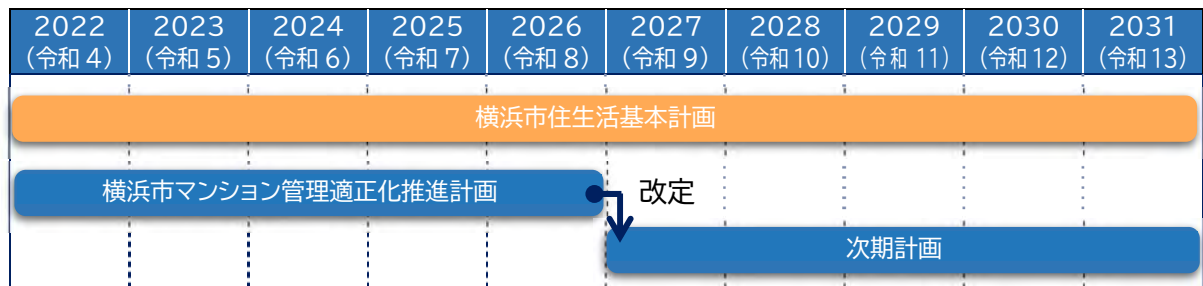 2022 2023 2024 2025 2026 2027 2028 2029 2030 2031
(令和4) (令和5) (令和6) (令和7) (令和8) (令和9) (令和10) (令和11) (令和12) (令和13)
横浜市住生活基本計画
横浜市マンション管理適正化推進計画 改定
次期計画